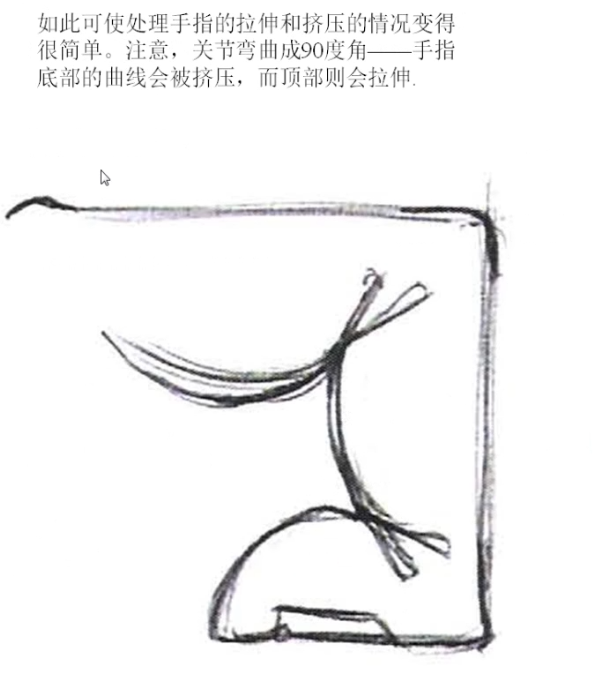 如此可使处理手指的拉伸和挤压的情况变得
很简单。注意，关节弯曲成90度角——手指
底部的曲线会被挤压，而顶部则会拉伸.